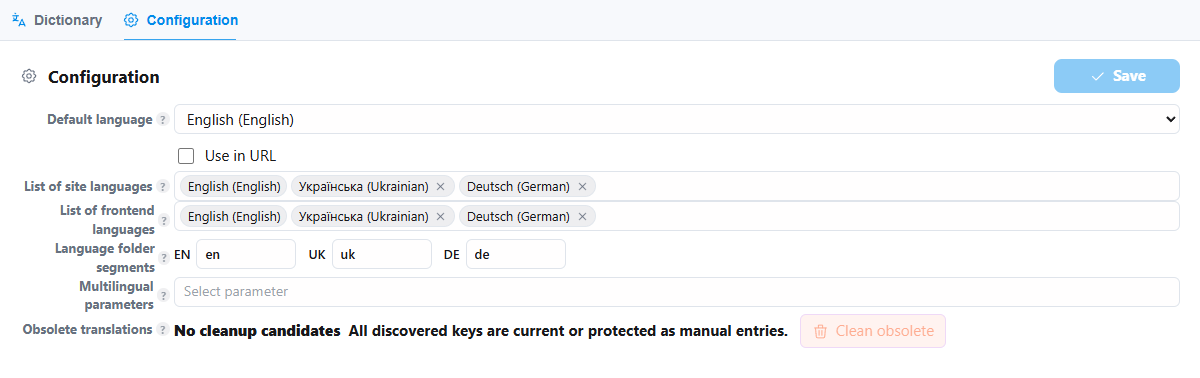 Dictionary Configuration
Configuration Save
Default language ? English (English)
Use in URL
List of site languages ? English (English) Українська (Ukrainian) × Deutsch (German) ×
List of frontend languages ? English (English) Українська (Ukrainian) × Deutsch (German) ×
Language folder segments ? EN en UK uk DE de
Multilingual parameters ? Select parameter
Obsolete translations ? No cleanup candidates All discovered keys are current or protected as manual entries. Clean obsolete